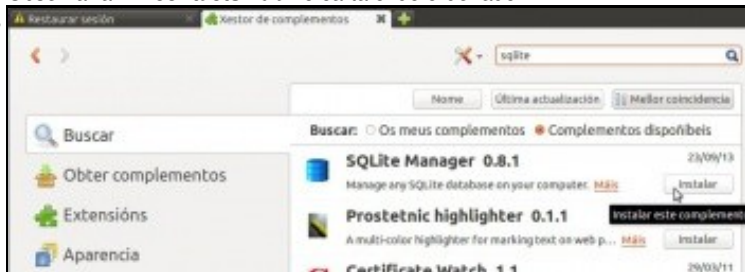 Restaurar sesión
Xestor de complementos
sqlite
Nome
Última actualización
Mellor coincidencia
Buscar
Buscar: Os meus complementos Complementos dispoñibeis
SQLite Manager 0.8.1
23/09/13
Manage any SQLite database on your computer. Máis
Instalar
Obter complementos
Instalar este complement
Prostetnic highlighter 0.1.1
A multi-color highlighter for marking text on web p... Máis
Instalar
Extensións
Certificate Watch 1.1
29/03/11
Aparencia